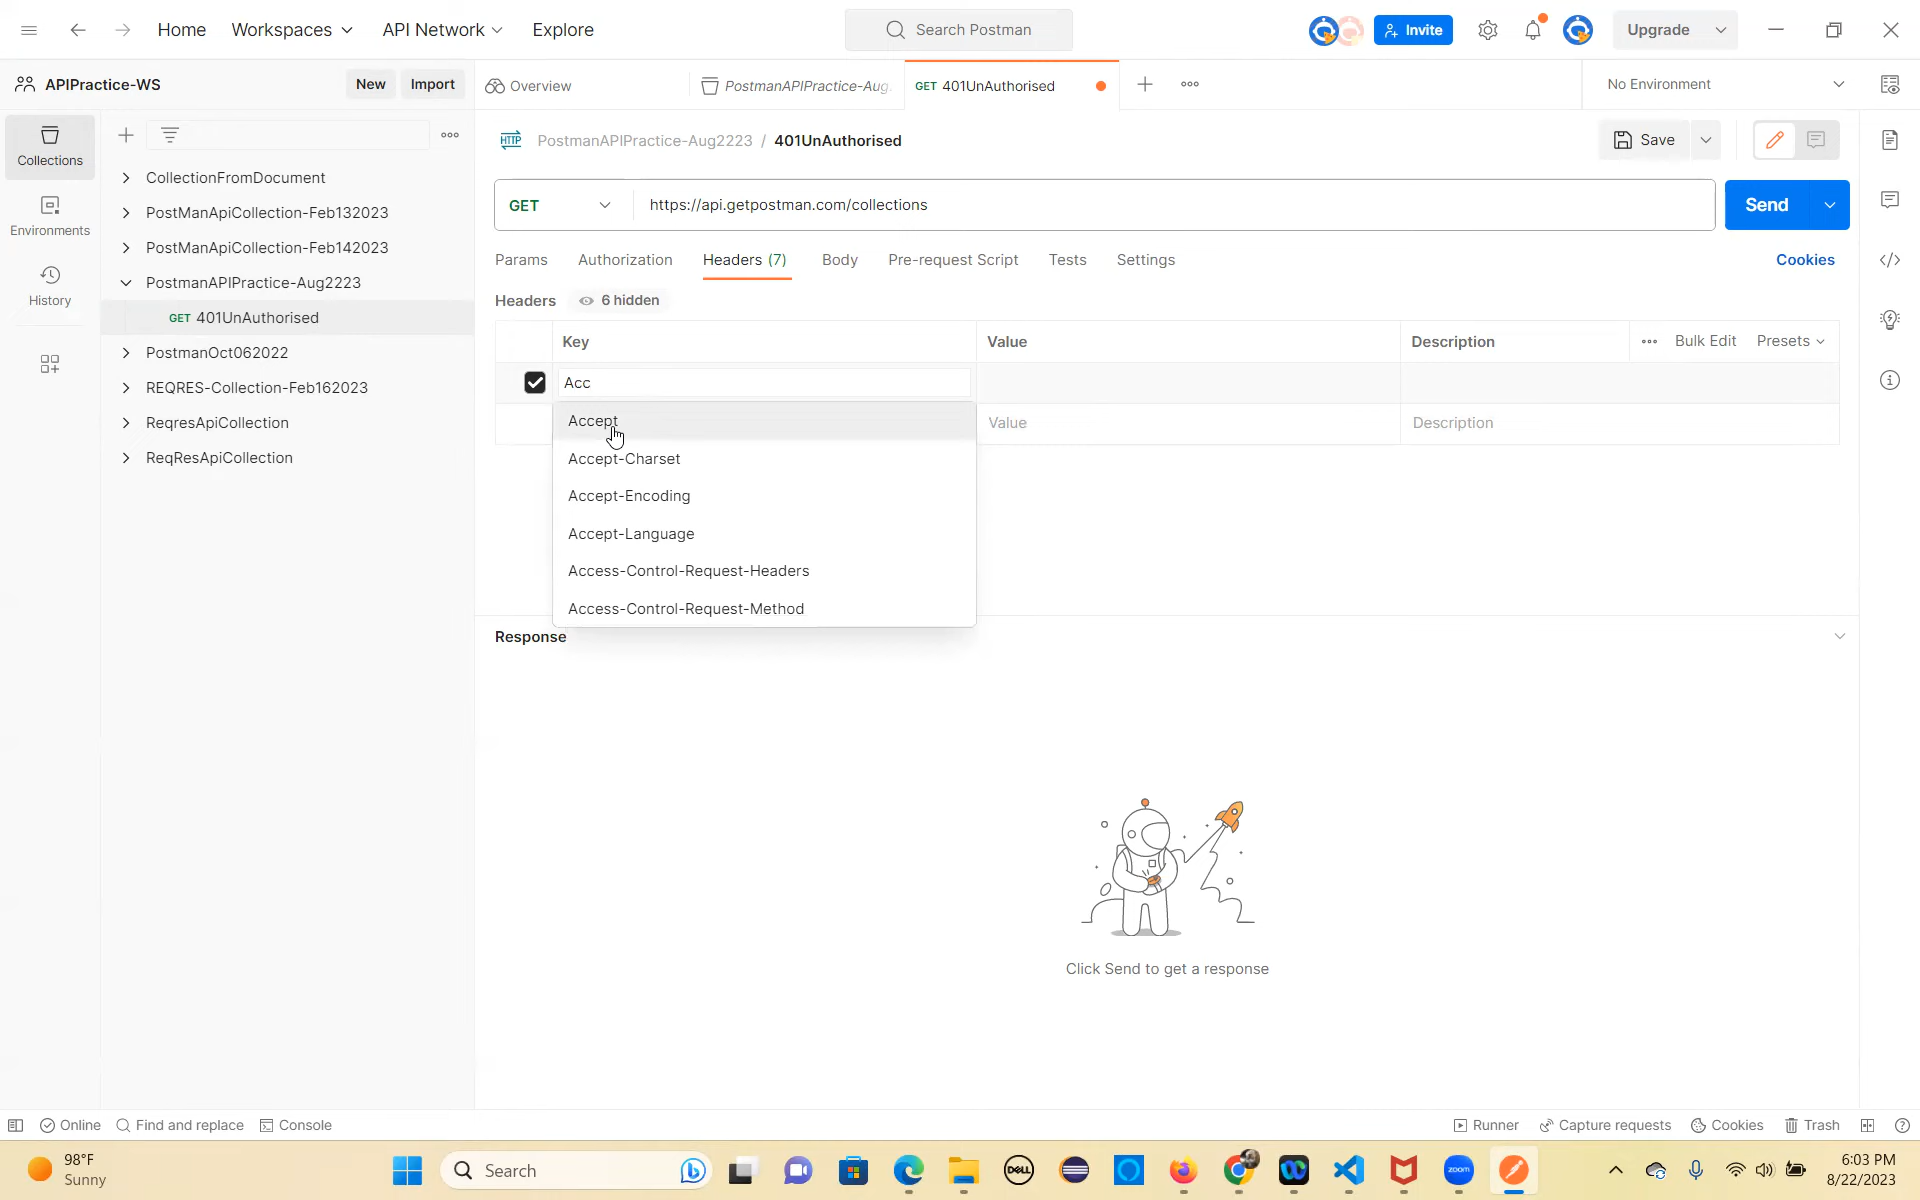 Home
Workspaces
API Network
Explore
Search Postman
Invite
Upgrade
APIPractice-WS
New
Import
Overview
PostmanAPIPractice-Aug
GET 401UnAuthorised
No Environment
Collections
Environments
History
CollectionFromDocument
PostManApiCollection-Feb132023
PostManApiCollection-Feb142023
PostmanAPIPractice-Aug2223
GET 401UnAuthorised
PostmanOct062022
REQRES-Collection-Feb162023
ReqresApiCollection
ReqResApiCollection
HTTP PostmanAPIPractice-Aug2223 / 401UnAuthorised
Save
GET
https://api.getpostman.com/collections
Send
Params
Authorization
Headers (7)
Body
Pre-request Script
Tests
Settings
Cookies
Headers
6 hidden
Key
Value
Description
Bulk Edit
Presets
Acc
Value
Description
Accept
Accept-Charset
Accept-Encoding
Accept-Language
Access-Control-Request-Headers
Access-Control-Request-Method
Response
Click Send to get a response
Online
Find and replace
Console
Runner
Capture requests
Cookies
Trash
98°F
Sunny
Search
DELL
zoom
6:03 PM
8/22/2023